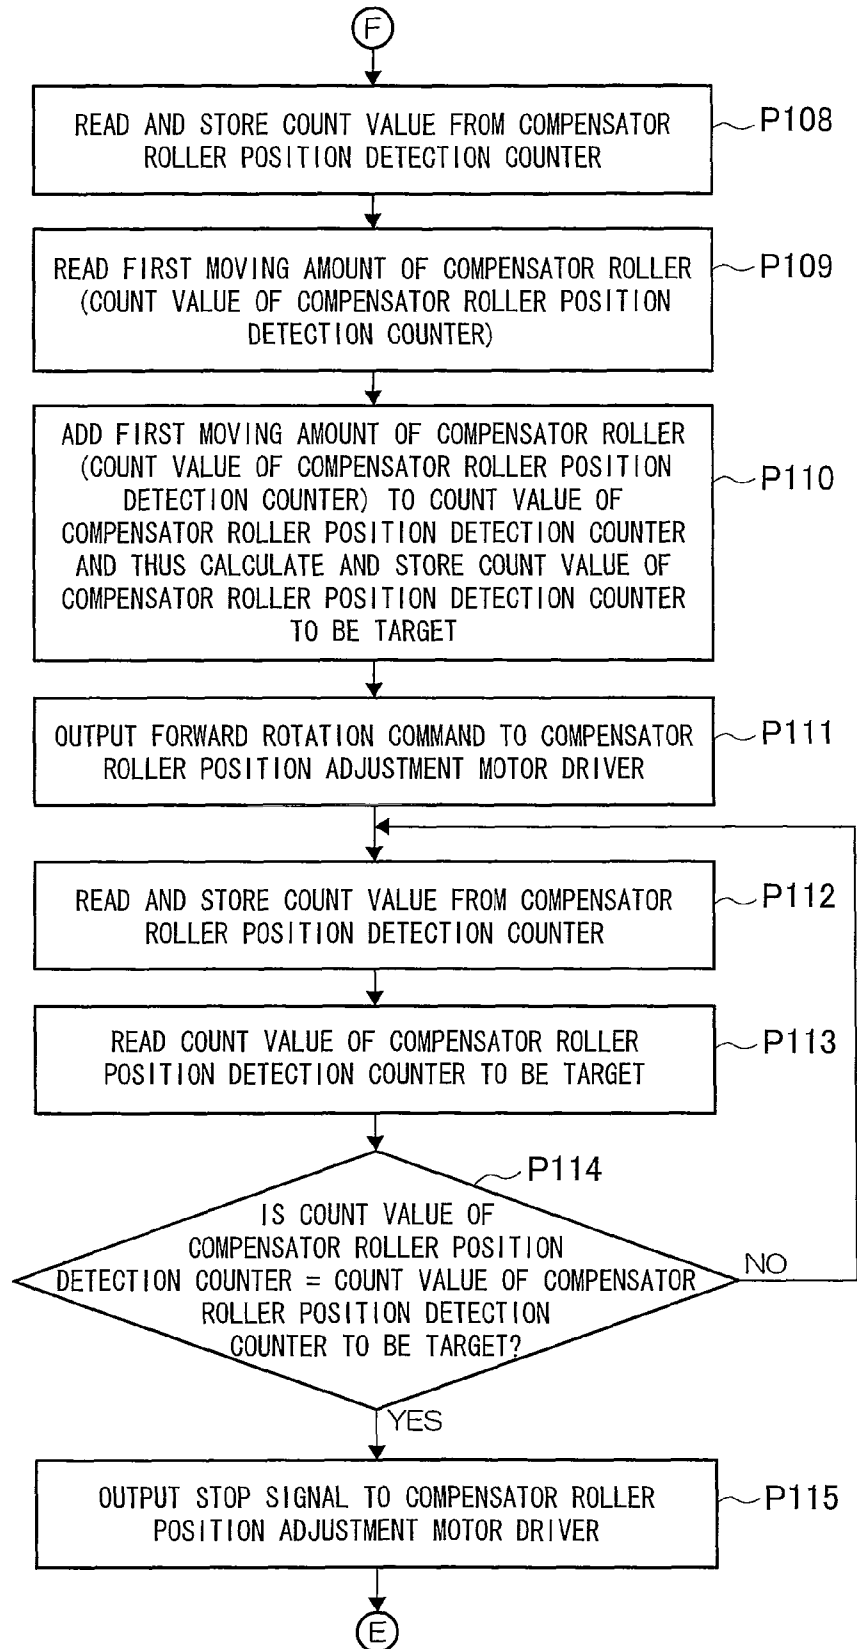 F
READ AND STORE COUNT VALUE FROM COMPENSATOR
ROLLER POSITION DETECTION COUNTER
P108
READ FIRST MOVING AMOUNT OF COMPENSATOR ROLLER
(COUNT VALUE OF COMPENSATOR ROLLER POSITION
DETECTION COUNTER)
P109
ADD FIRST MOVING AMOUNT OF COMPENSATOR ROLLER
(COUNT VALUE OF COMPENSATOR ROLLER POSITION
DETECTION COUNTER) TO COUNT VALUE OF
COMPENSATOR ROLLER POSITION DETECTION COUNTER
AND THUS CALCULATE AND STORE COUNT VALUE OF
COMPENSATOR ROLLER POSITION DETECTION COUNTER
TO BE TARGET
P110
OUTPUT FORWARD ROTATION COMMAND TO COMPENSATOR
ROLLER POSITION ADJUSTMENT MOTOR DRIVER
P111
READ AND STORE COUNT VALUE FROM COMPENSATOR
ROLLER POSITION DETECTION COUNTER
P112
READ COUNT VALUE OF COMPENSATOR ROLLER
POSITION DETECTION COUNTER TO BE TARGET
P113
P114
IS COUNT VALUE OF
COMPENSATOR ROLLER POSITION
DETECTION COUNTER = COUNT VALUE OF COMPENSATOR
ROLLER POSITION DETECTION
COUNTER TO BE TARGET?
NO
YES
OUTPUT STOP SIGNAL TO COMPENSATOR ROLLER
POSITION ADJUSTMENT MOTOR DRIVER
P115
E